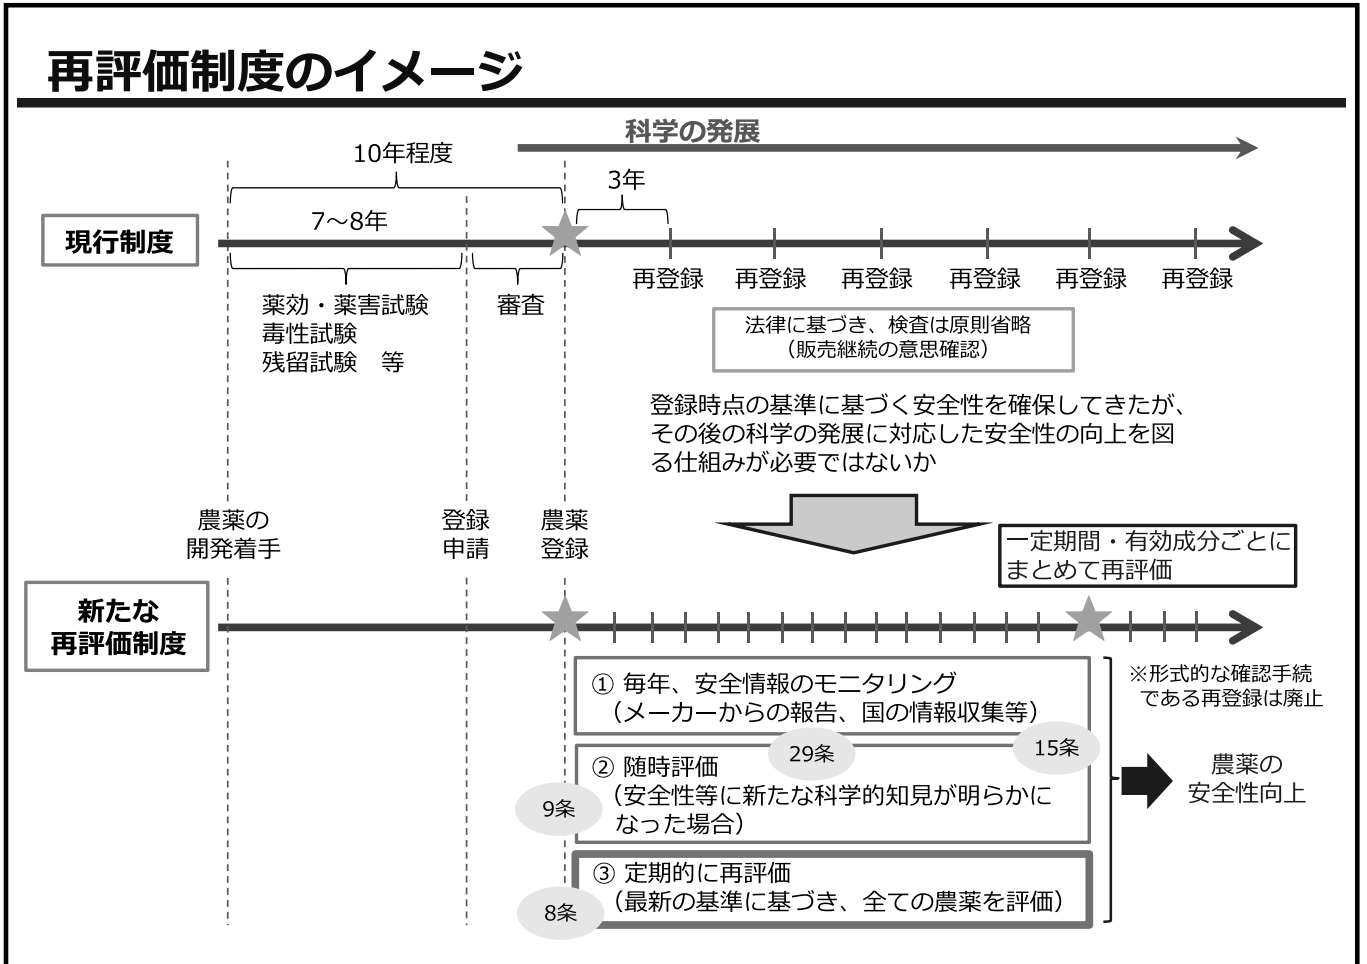 再評価制度のイメージ
科学の発展
10年程度
3年
7～8年
現行制度
再登録
再登録
再登録
再登録
再登録
再登録
薬効・薬害試験
毒性試験
残留試験　等
審査
法律に基づき、検査は原則省略
（販売継続の意思確認）
登録時点の基準に基づく安全性を確保してきたが、
その後の科学の発展に対応した安全性の向上を図
る仕組みが必要ではないか
農薬の
開発着手
登録
申請
農薬
登録
一定期間・有効成分ごとに
まとめて再評価
新たな
再評価制度
① 毎年、安全情報のモニタリング
（メーカーからの報告、国の情報収集等）
※形式的な確認手続
である再登録は廃止
29条
15条
② 随時評価
（安全性等に新たな科学的知見が明らかに
なった場合）
9条
農薬の
安全性向上
③ 定期的に再評価
（最新の基準に基づき、全ての農薬を評価）
8条